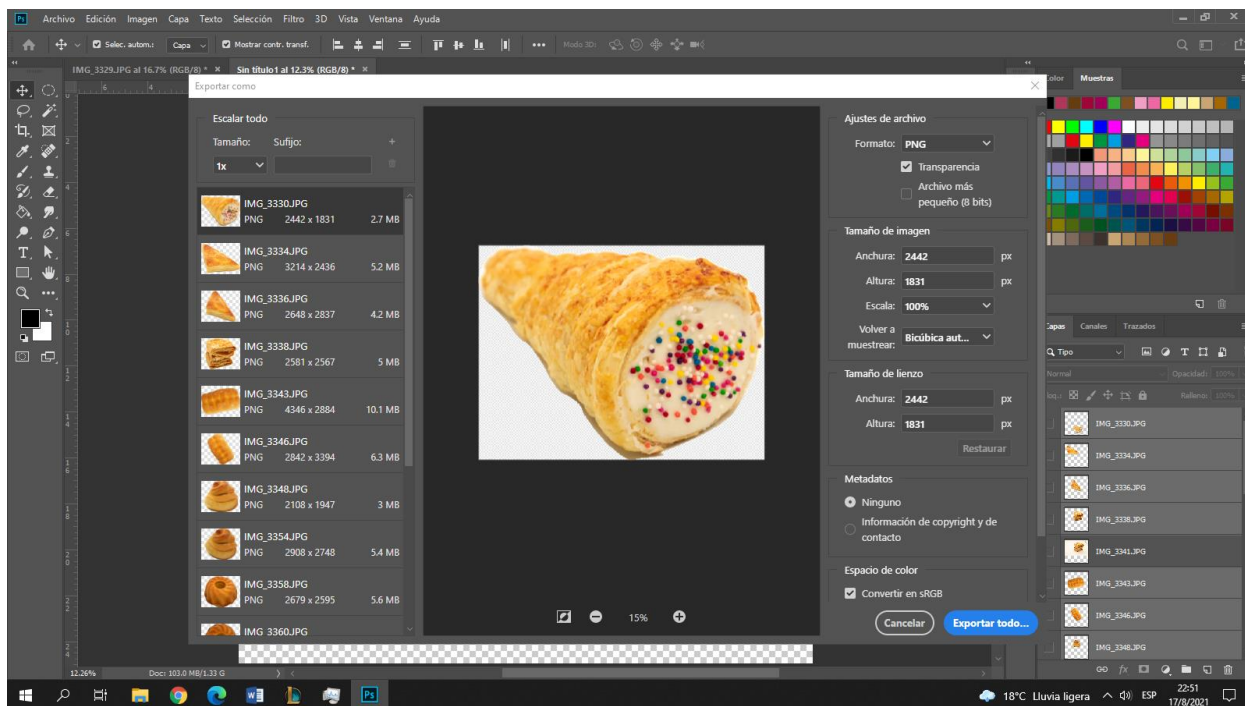 Archivo Edición Imagen Capa Texto Selección Filtro 3D Vista Ventana Ayuda
Selec. autom.: Capa Mostrar contr. transf. Modo 3D:
IMG_3329.JPG al 16.7% (RGB/8) * × Sin título1 al 12.3% (RGB/8) * ×
Exportar como
Escalar todo
Tamaño: Sufijo:
1x
IMG_3330.JPG
PNG 2442 x 1831 2.7 MB
IMG_3334.JPG
PNG 3214 x 2436 5.2 MB
IMG_3336.JPG
PNG 2648 x 2837 4.2 MB
IMG_3338.JPG
PNG 2581 x 2567 5 MB
IMG_3343.JPG
PNG 4346 x 2884 10.1 MB
IMG_3346.JPG
PNG 2842 x 3394 6.3 MB
IMG_3348.JPG
PNG 2108 x 1947 3 MB
IMG_3354.JPG
PNG 2908 x 2748 5.4 MB
IMG_3358.JPG
PNG 2679 x 2595 5.6 MB
IMG_3360.JPG
15%
Ajustes de archivo
Formato: PNG
Transparencia
Archivo más
pequeño (8 bits)
Tamaño de imagen
Anchura: 2442 px
Altura: 1831 px
Escala: 100%
Volver a
muestrear: Bicúbica aut...
Tamaño de lienzo
Anchura: 2442 px
Altura: 1831 px
Restaurar
Metadatos
Ninguno
Información de copyright y de
contacto
Espacio de color
Convertir en sRGB
Cancelar Exportar todo...
Color Muestras
Capas Canales Trazados
Tipo
Normal Opacidad: 100%
Bloq.: Relleno: 100%
IMG_3330.JPG
IMG_3334.JPG
IMG_3336.JPG
IMG_3338.JPG
IMG_3341.JPG
IMG_3343.JPG
IMG_3346.JPG
IMG_3348.JPG
12.26% Doc: 103.0 MB/1.33 G
18°C Lluvia ligera ESP 22:51
17/8/2021